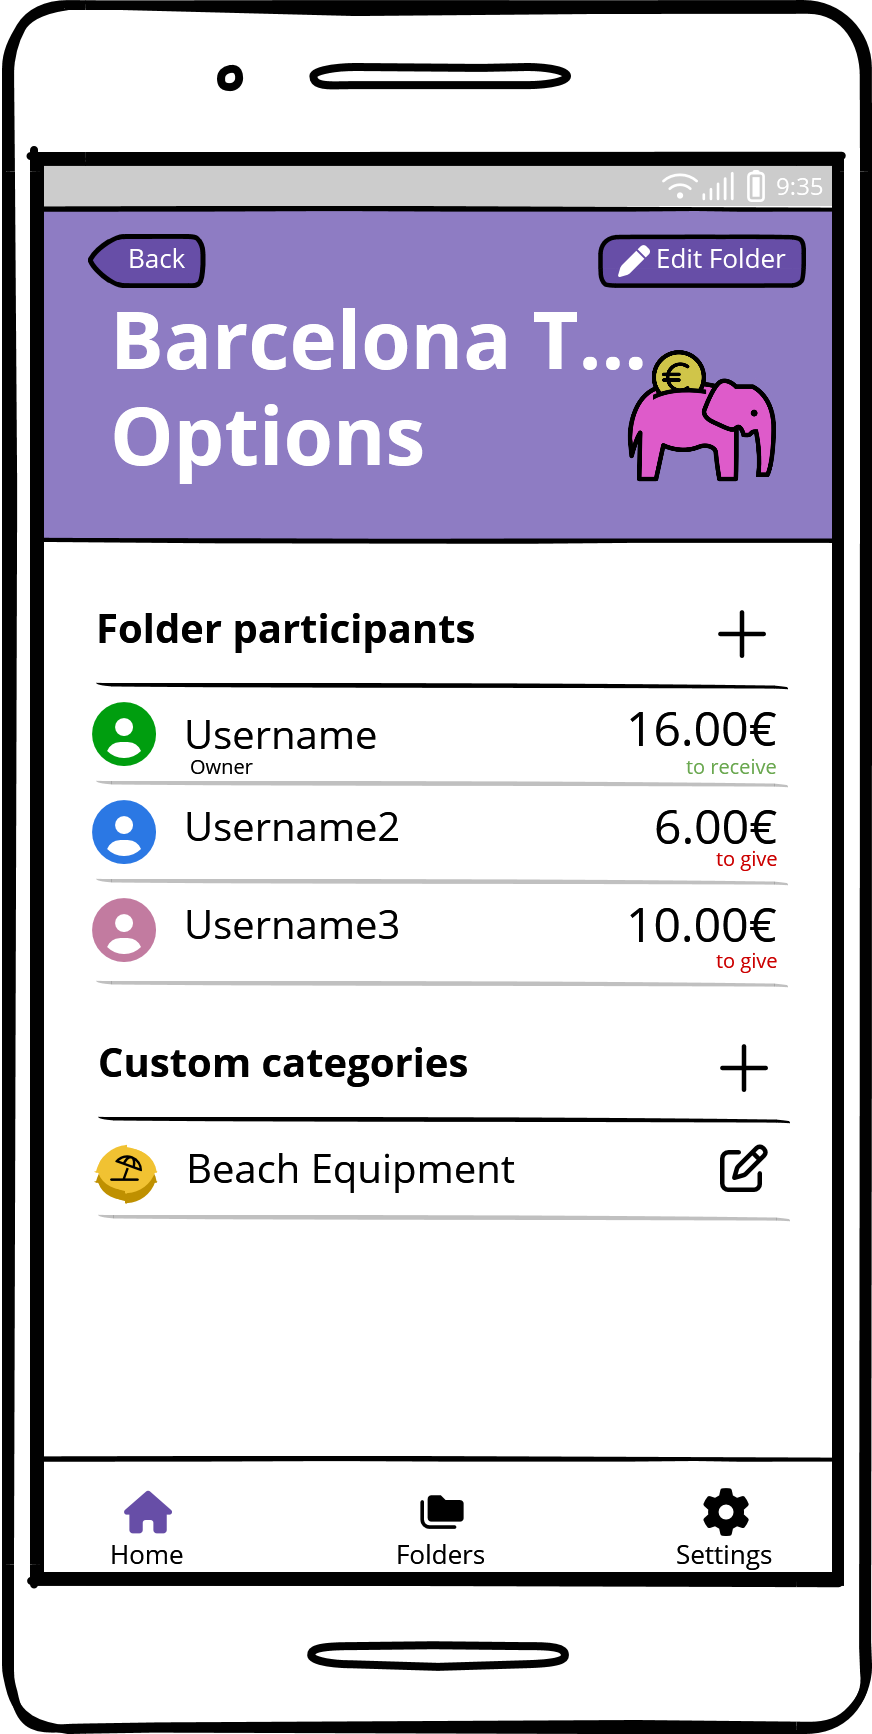 9:35
Back
Edit Folder
Barcelona T...
Options
€
Folder participants
Username
16.00€
Owner
to receive
Username2
6.00€
to give
Username3
10.00€
to give
Custom categories
Beach Equipment
Home
Folders
Settings